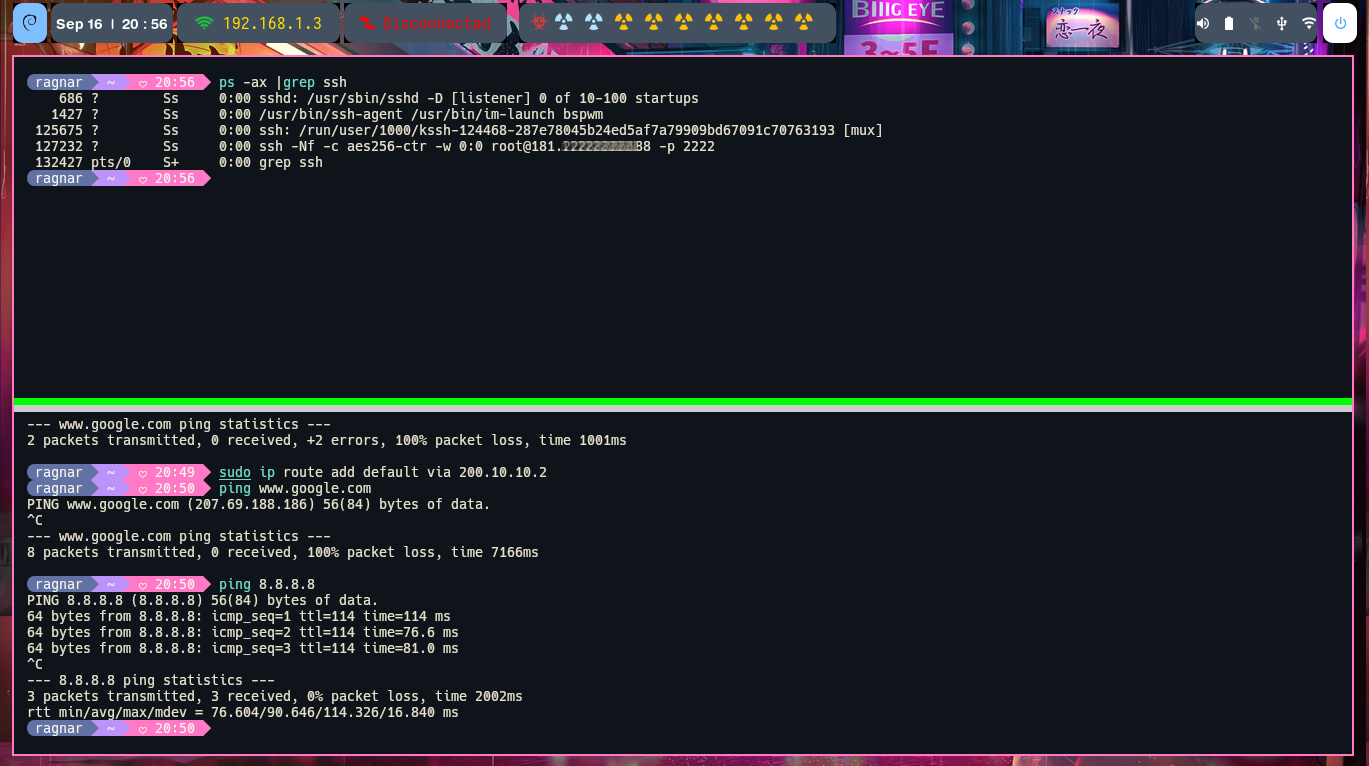 Sep 16 | 20:56
192.168.1.3
Disconnected
BIIIG EYE
3~5F
スナック
恋一夜
ragnar ~ 20:56 ps -ax |grep ssh
686 ? Ss 0:00 sshd: /usr/sbin/sshd -D [listener] 0 of 10-100 startups
1427 ? Ss 0:00 /usr/bin/ssh-agent /usr/bin/im-launch bspwm
125675 ? Ss 0:00 ssh: /run/user/1000/kssh-124468-287e78045b24ed5af7a79909bd67091c70763193 [mux]
127232 ? Ss 0:00 ssh -Nf -c aes256-ctr -w 0:0 root@181. 38 -p 2222
132427 pts/0 S+ 0:00 grep ssh
ragnar ~ 20:56
--- www.google.com ping statistics ---
2 packets transmitted, 0 received, +2 errors, 100% packet loss, time 1001ms
ragnar ~ 20:49 sudo ip route add default via 200.10.10.2
ragnar ~ 20:50 ping www.google.com
PING www.google.com (207.69.188.186) 56(84) bytes of data.
^C
--- www.google.com ping statistics ---
8 packets transmitted, 0 received, 100% packet loss, time 7166ms
ragnar ~ 20:50 ping 8.8.8.8
PING 8.8.8.8 (8.8.8.8) 56(84) bytes of data.
64 bytes from 8.8.8.8: icmp_seq=1 ttl=114 time=114 ms
64 bytes from 8.8.8.8: icmp_seq=2 ttl=114 time=76.6 ms
64 bytes from 8.8.8.8: icmp_seq=3 ttl=114 time=81.0 ms
^C
--- 8.8.8.8 ping statistics ---
3 packets transmitted, 3 received, 0% packet loss, time 2002ms
rtt min/avg/max/mdev = 76.604/90.646/114.326/16.840 ms
ragnar ~ 20:50